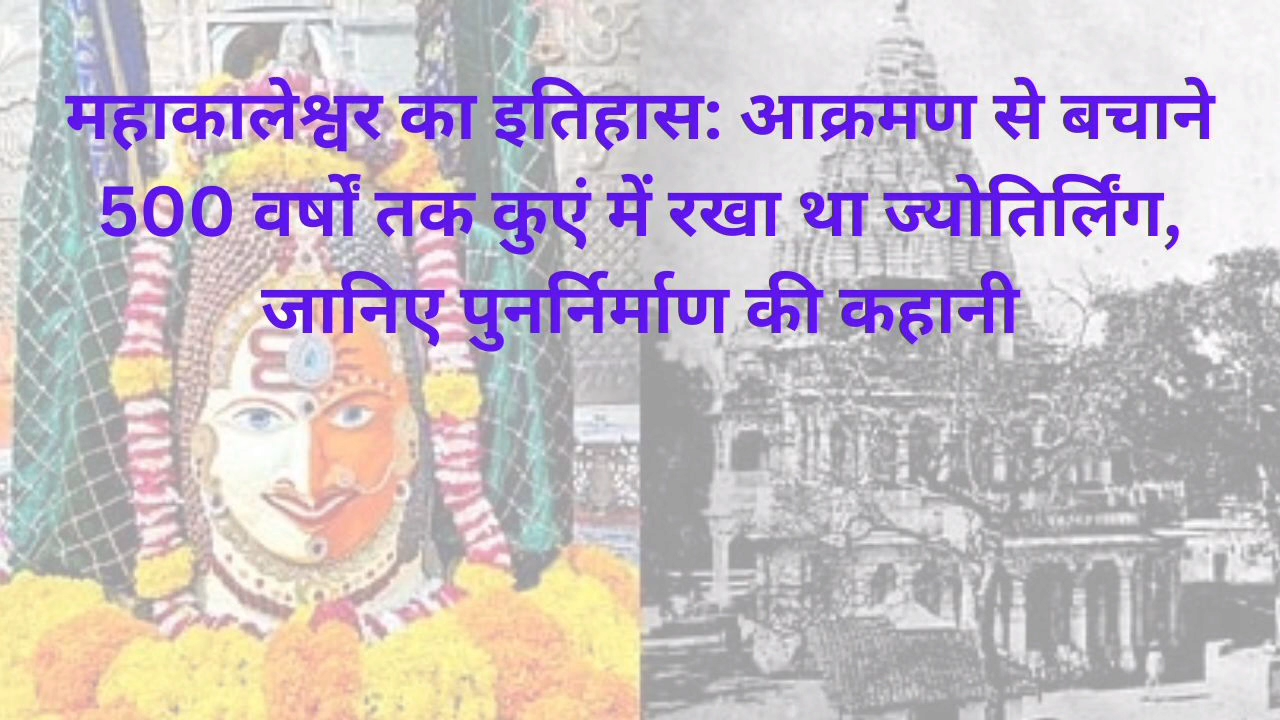 महाकालेश्वर का इतिहास: आक्रमण से बचाने
500 वर्षों तक कुएं में रखा था ज्योतिर्लिंग,
जानिए पुनर्निर्माण की कहानी